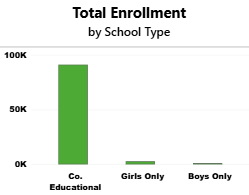 Total Enrollment
by School Type
100K
50K
0K
Co. Educational
Girls Only
Boys Only